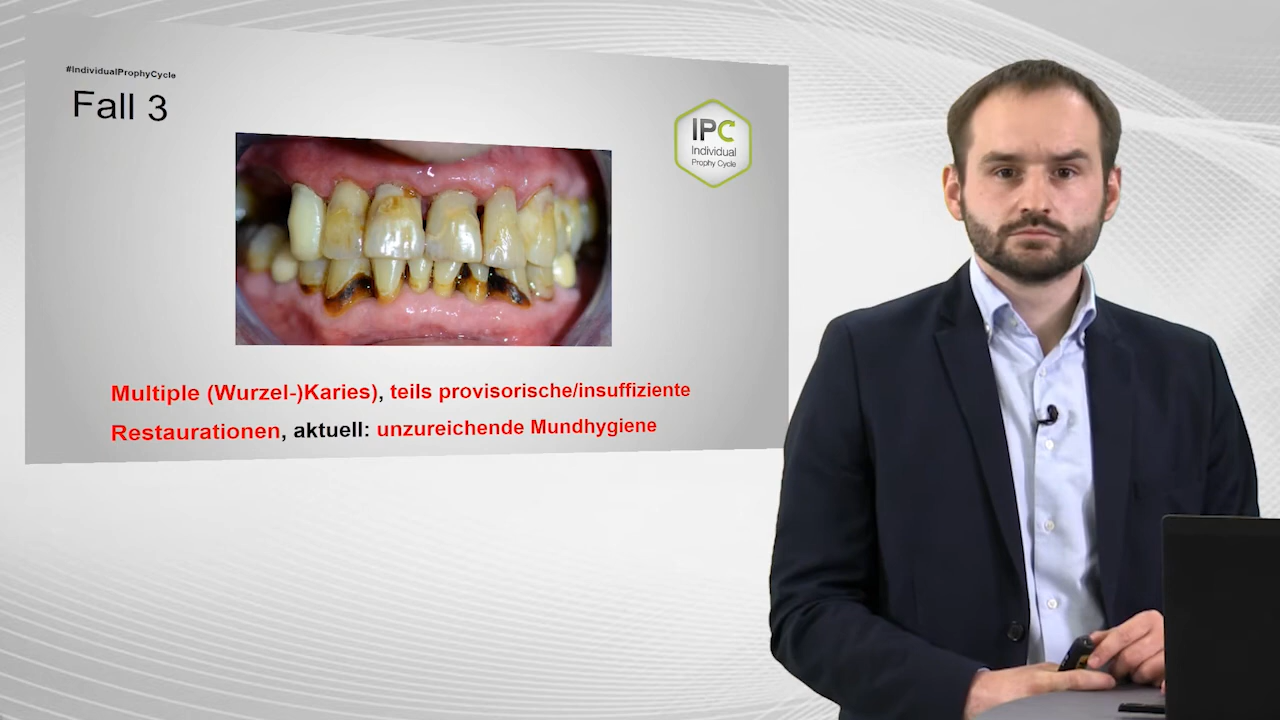 #IndividualProphyCycle
Fall 3
IPC
Individual
Prophy Cycle
Multiple (Wurzel-)Karies), teils provisorische/insuffiziente
Restaurationen, aktuell: unzureichende Mundhygiene